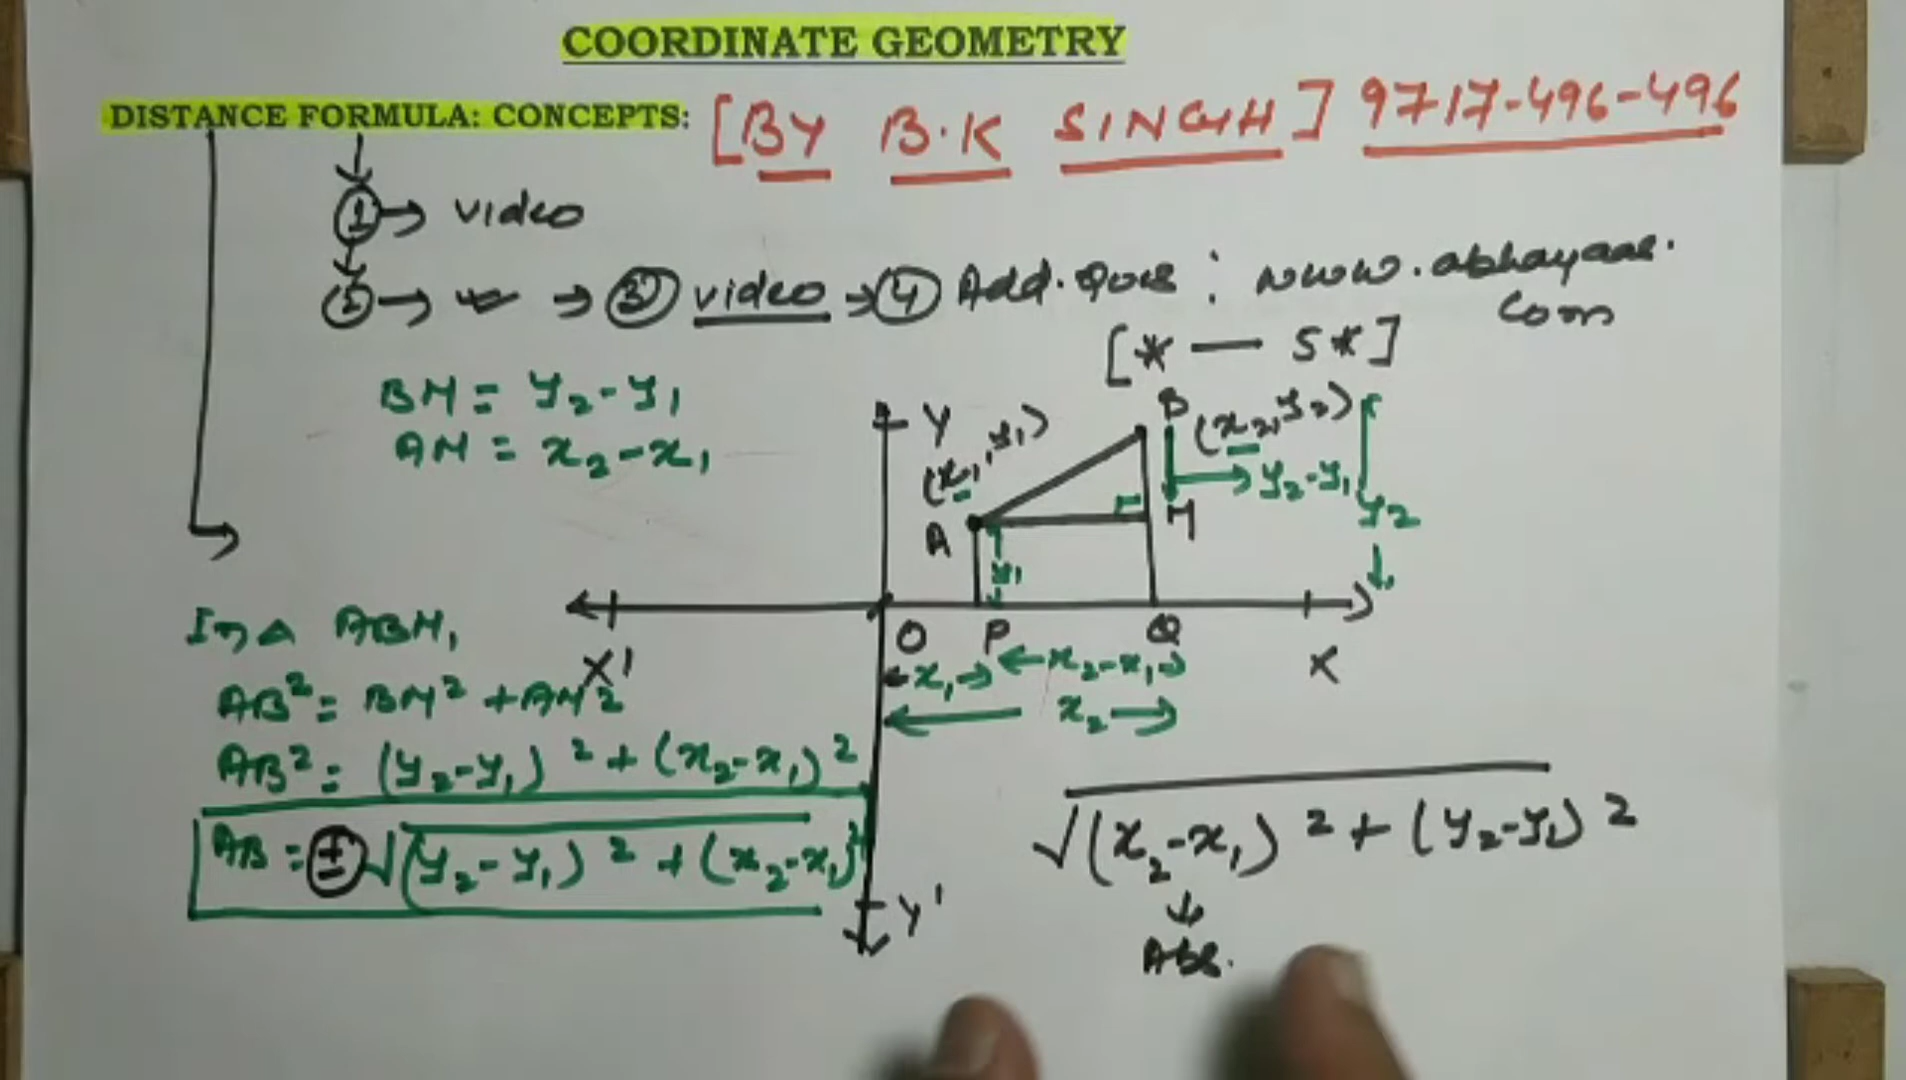 COORDINATE GEOMETRY
DISTANCE FORMULA: CONCEPTS: [BY B.K SINGH] 9717-496-496
① → video
② → → ③ video → ④ Add. Ques : www.abhayaas.
com
[* — 5*]
BM = y₂-y₁
AM = x₂-x₁
Y
B
(x₁,y₁)
(x₂,y₂)
y₂-y₁
A
M
y₂
y₁
In Δ ABM,
X'
O
P
Q
X
x₁
x₂-x₁
AB² = BM² + AM²
x₂
AB² = (y₂-y₁)² + (x₂-x₁)²
AB = ±√(y₂-y₁)² + (x₂-x₁)²
√(x₂-x₁)² + (y₂-y₁)²
Y'
Abs.